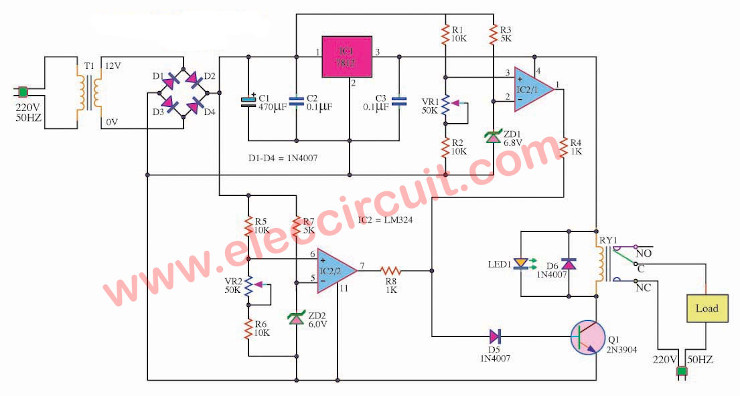 T1
12V
0V
220V
50HZ
D1
D2
D3
D4
C1
470µF
C2
0.1µF
C3
0.1µF
1
3
2
IC1
D1-D4 = 1N4007
R1
10K
R3
5K
VR1
50K
R2
10K
ZD1
6.8V
3
2
4
1
IC2/1
R4
1K
www.eleccircuit.com
IC2 = LM324
R5
10K
R7
5K
VR2
50K
R6
10K
ZD2
6.0V
6
5
7
11
IC2/2
R8
1K
LED1
D6
1N4007
RY1
NO
C
NC
Load
220V
50HZ
D5
1N4007
Q1
2N3904